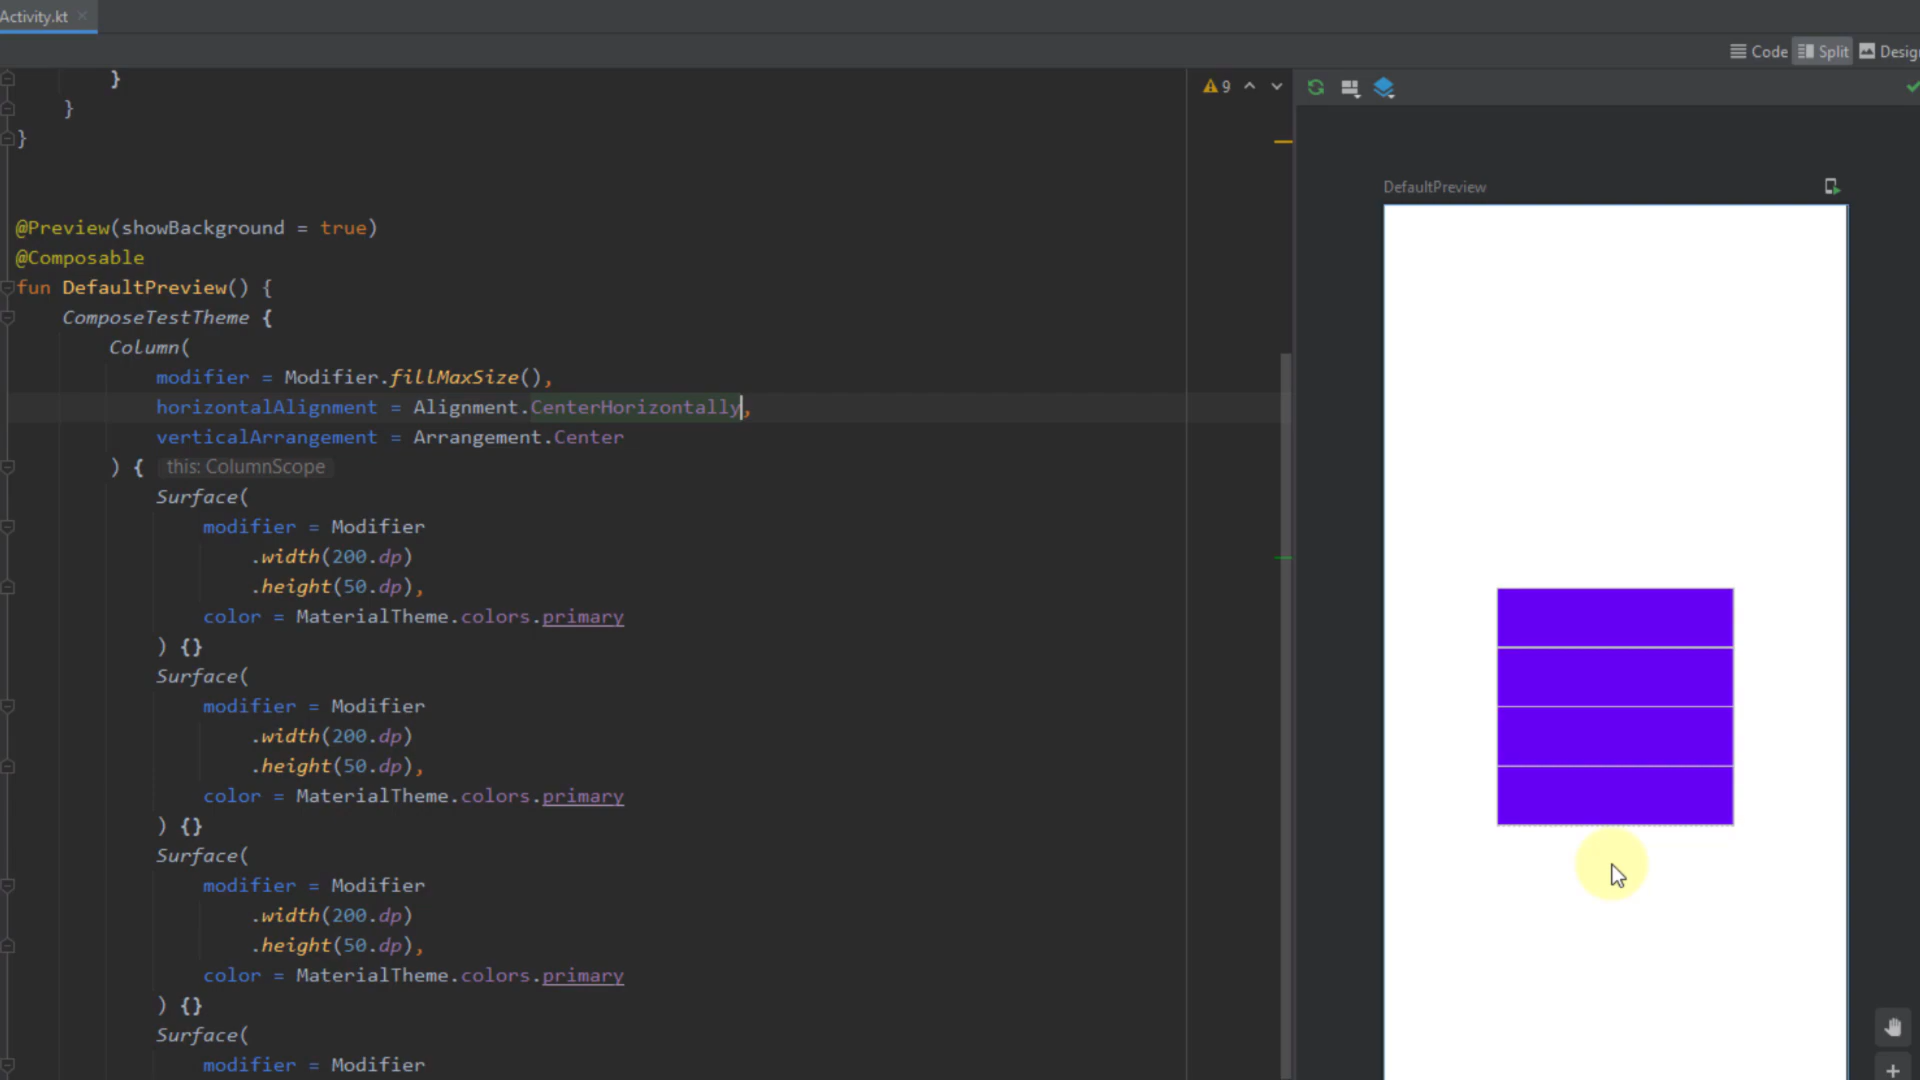 Activity.kt
Code Split Desig
9
}
}
}
@Preview(showBackground = true)
@Composable
fun DefaultPreview() {
ComposeTestTheme {
Column(
modifier = Modifier.fillMaxSize(),
horizontalAlignment = Alignment.CenterHorizontally,
verticalArrangement = Arrangement.Center
) { this: ColumnScope
Surface(
modifier = Modifier
.width(200.dp)
.height(50.dp),
color = MaterialTheme.colors.primary
) {}
Surface(
modifier = Modifier
.width(200.dp)
.height(50.dp),
color = MaterialTheme.colors.primary
) {}
Surface(
modifier = Modifier
.width(200.dp)
.height(50.dp),
color = MaterialTheme.colors.primary
) {}
Surface(
modifier = Modifier
DefaultPreview